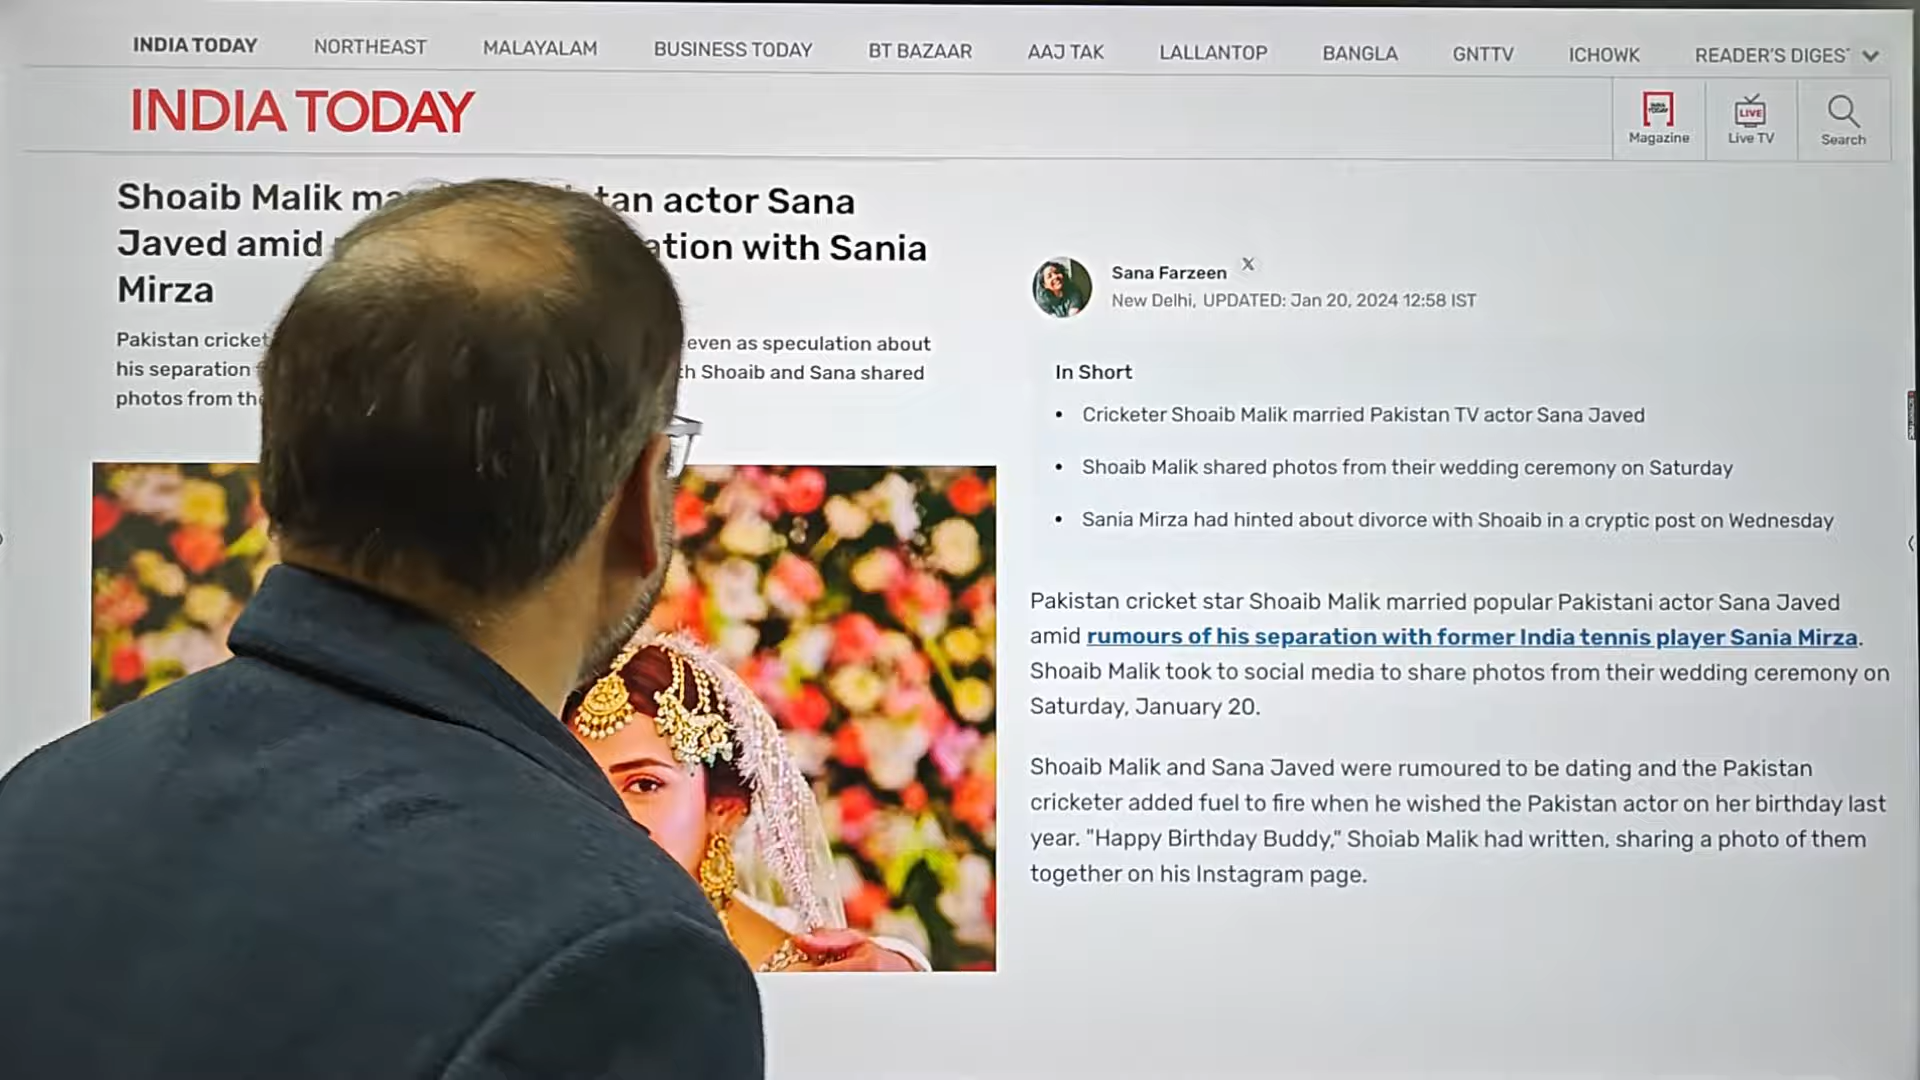 INDIA TODAY NORTHEAST MALAYALAM BUSINESS TODAY BT BAZAAR AAJ TAK LALLANTOP BANGLA GNTTV ICHOWK READER'S DIGES
INDIA TODAY
Magazine
LIVE
Live TV
Search
Shoaib Malik actor Sana
Javed amid with Sania
Mirza
Pakistan even as speculation about
his separation Shoaib and Sana shared
photos from
Sana Farzeen
New Delhi, UPDATED: Jan 20, 2024 12:58 IST
In Short
• Cricketer Shoaib Malik married Pakistan TV actor Sana Javed
• Shoaib Malik shared photos from their wedding ceremony on Saturday
• Sania Mirza had hinted about divorce with Shoaib in a cryptic post on Wednesday
Pakistan cricket star Shoaib Malik married popular Pakistani actor Sana Javed
amid rumours of his separation with former India tennis player Sania Mirza.
Shoaib Malik took to social media to share photos from their wedding ceremony on
Saturday, January 20.
Shoaib Malik and Sana Javed were rumoured to be dating and the Pakistan
cricketer added fuel to fire when he wished the Pakistan actor on her birthday last
year. "Happy Birthday Buddy," Shoiab Malik had written, sharing a photo of them
together on his Instagram page.